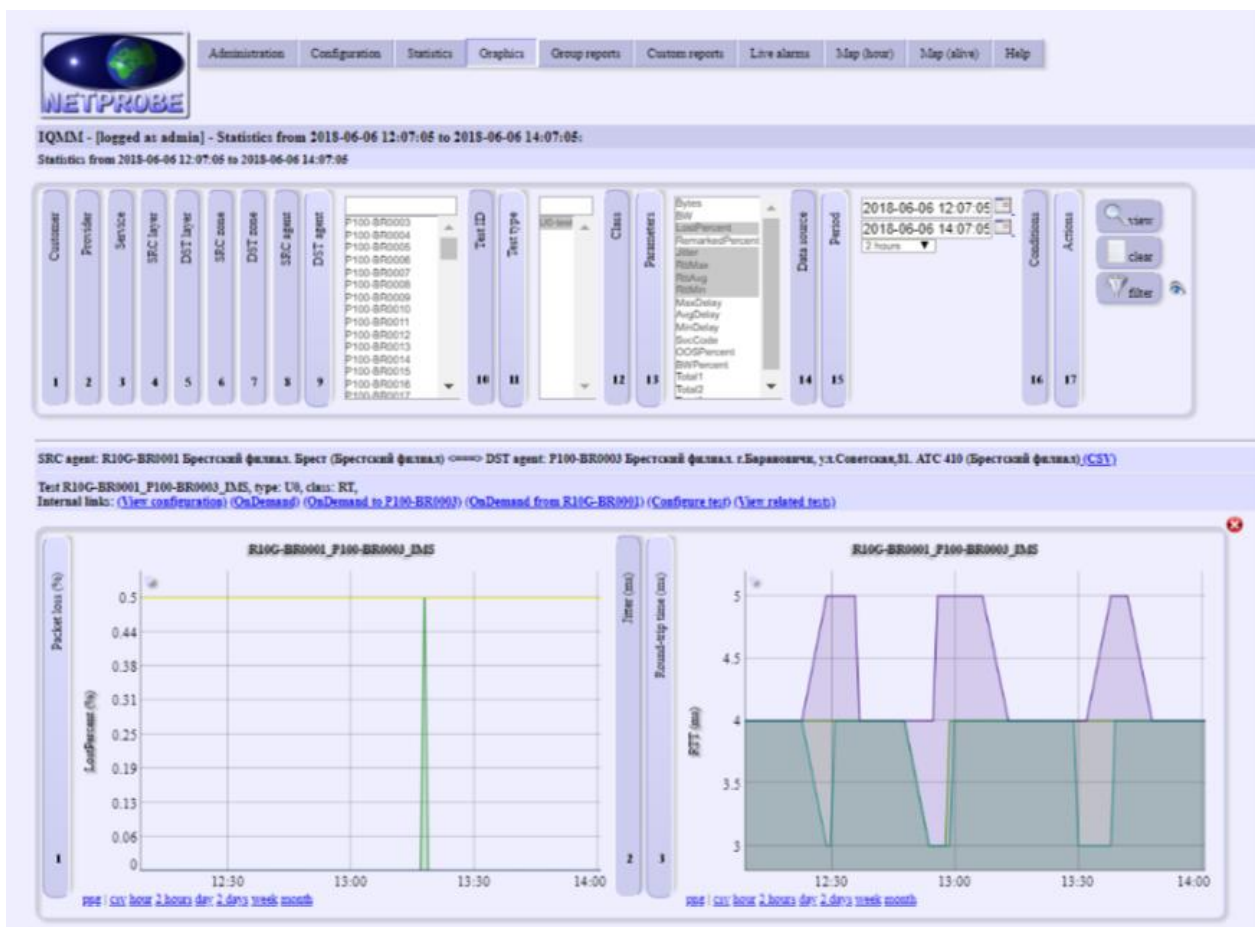 NETPROBE
Administration Configuration Statistics Graphics Group reports Custom reports Live alarms Map (hour) Map (alive) Help
IQMM - [logged as admin] - Statistics from 2018-06-06 12:07:05 to 2018-06-06 14:07:05:
Statistics from 2018-06-06 12:07:05 to 2018-06-06 14:07:05
Customer
1
Provider
2
Service
3
SRC layer
4
DST layer
5
SRC zone
6
DST zone
7
SRC agent
8
DST agent
9
P100-BR0003
P100-BR0004
P100-BR0005
P100-BR0006
P100-BR0007
P100-BR0008
P100-BR0009
P100-BR0010
P100-BR0011
P100-BR0012
P100-BR0013
P100-BR0014
P100-BR0015
P100-BR0016
P100-BR0017
Test ID
10
Test type
11
U0-test
Class
12
Parameters
13
Bytes
BW
LostPercent
RemarkedPercent
Jitter
RttMax
RttAvg
RttMin
MaxDelay
AvgDelay
MinDelay
SucCode
OOSPercent
BWPercent
Total1
Total2
Data source
14
Period
15
2018-06-06 12:07:05
2018-06-06 14:07:05
2 hours
Conditions
16
Actions
17
view
clear
filter
SRC agent: R10G-BR0001 Брестский филиал. Брест (Брестский филиал) <===> DST agent: P100-BR0003 Брестский филиал. г.Барановичи, ул.Советская,81. АТС 410 (Брестский филиал) (CSV)
Test R10G-BR0001_P100-BR0003_IMS, type: U0, class: RT,
Internal links: (View configuration) (OnDemand) (OnDemand to P100-BR0003) (OnDemand from R10G-BR0001) (Configure test) (View related tests)
Packet loss (%)
1
R10G-BR0001_P100-BR0003_IMS
LostPercent (%)
0.5
0.44
0.38
0.31
0.25
0.19
0.13
0.06
0
12:30 13:00 13:30 14:00
png | csv hour 2 hours day 2 days week month
Jitter (ms)
2
Round-trip time (ms)
3
R10G-BR0001_P100-BR0003_IMS
RTT (ms)
5
4.5
4
3.5
3
12:30 13:00 13:30 14:00
png | csv hour 2 hours day 2 days week month